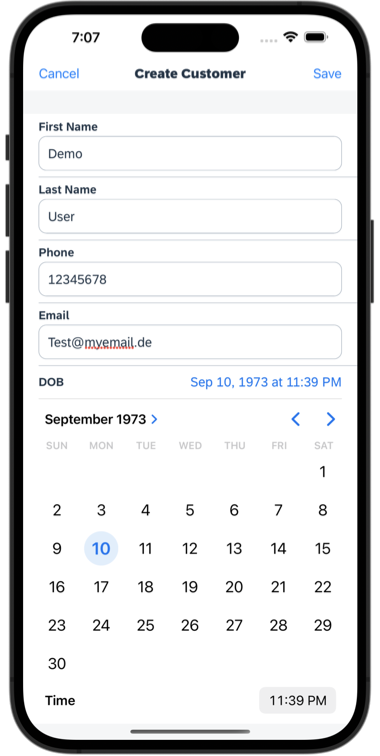 7:07
Cancel Create Customer Save
First Name
Demo
Last Name
User
Phone
12345678
Email
Test@myemail.de
DOB Sep 10, 1973 at 11:39 PM
September 1973
SUN MON TUE WED THU FRI SAT
1
2 3 4 5 6 7 8
9 10 11 12 13 14 15
16 17 18 19 20 21 22
23 24 25 26 27 28 29
30
Time 11:39 PM